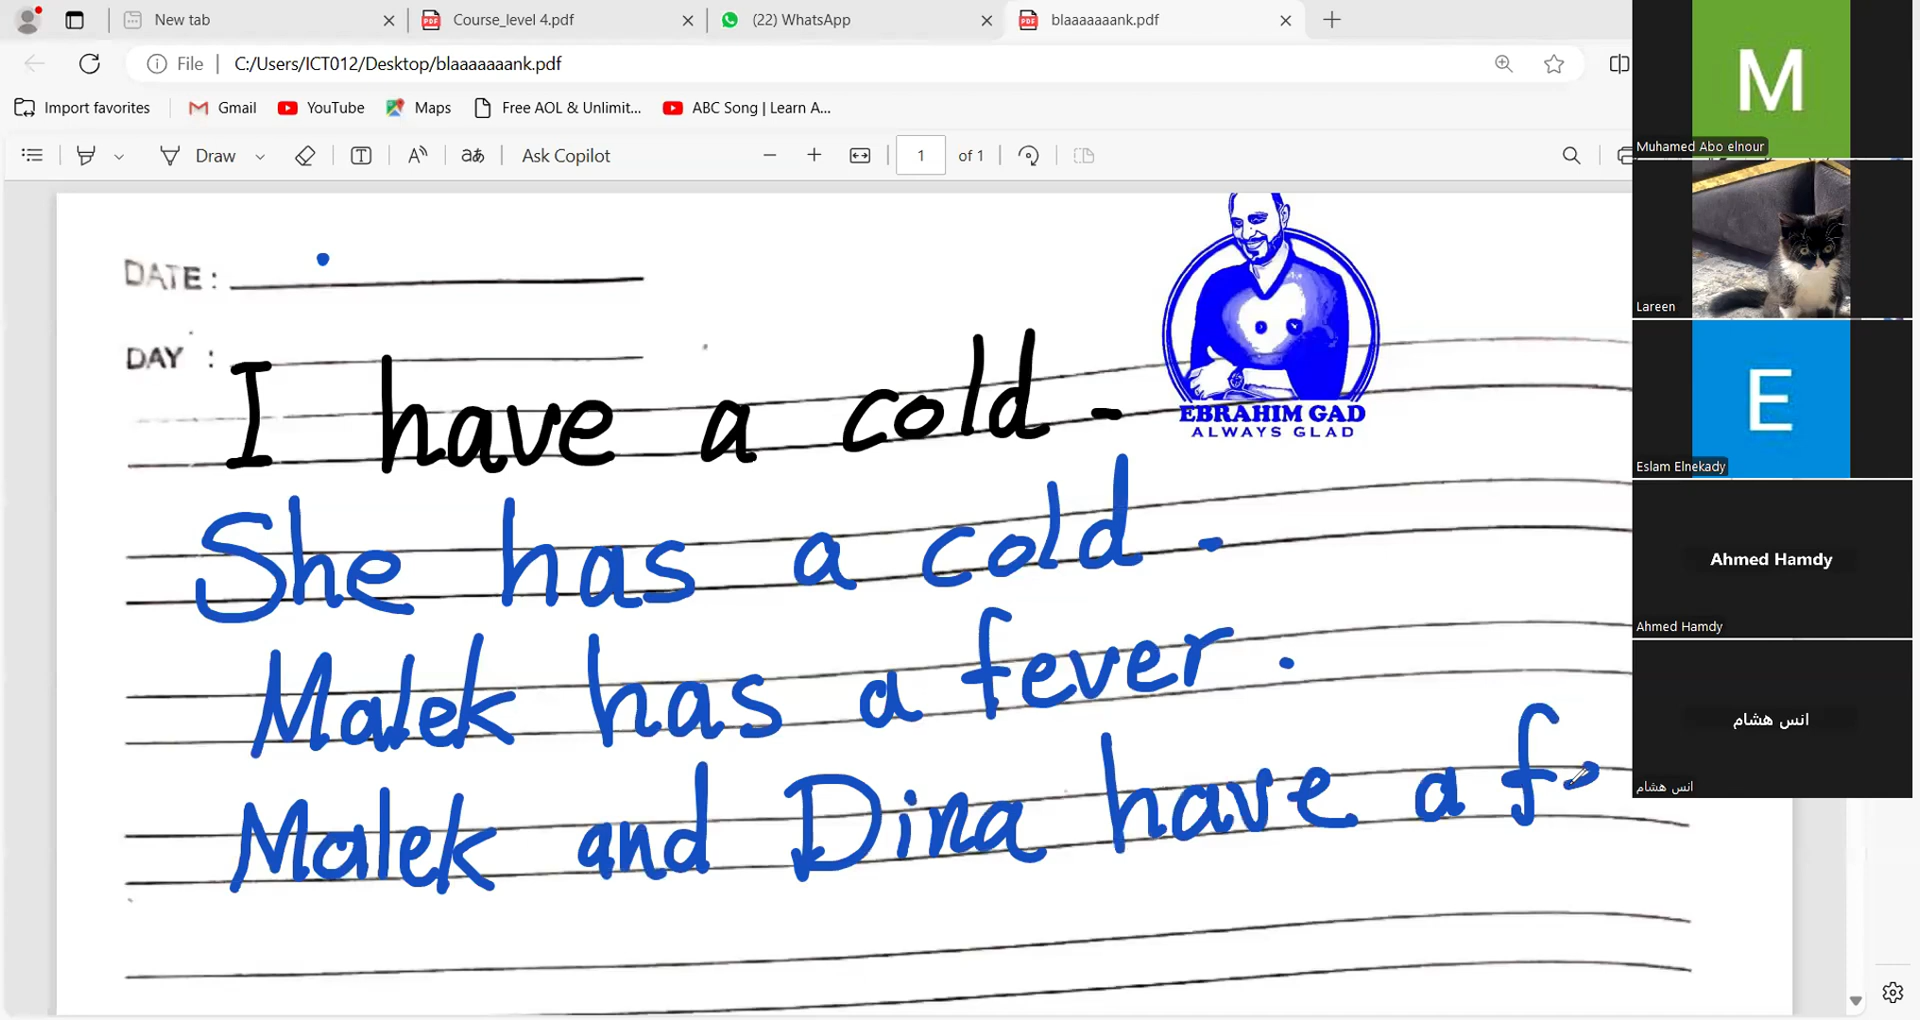 New tab
Course_level 4.pdf
(22) WhatsApp
blaaaaaaank.pdf
File
C:/Users/ICT012/Desktop/blaaaaaaank.pdf
Import favorites
Gmail
YouTube
Maps
Free AOL & Unlimit...
ABC Song | Learn A...
Draw
Ask Copilot
1
of 1
DATE :
DAY :
I have a cold.
EBRAHIM GAD
ALWAYS GLAD
She has a cold.
Malek has a fever.
Malek and Dina have a f
M
Muhamed Abo elnour
Lareen
E
Eslam Elnekady
Ahmed Hamdy
Ahmed Hamdy
انس هشام
انس هشام